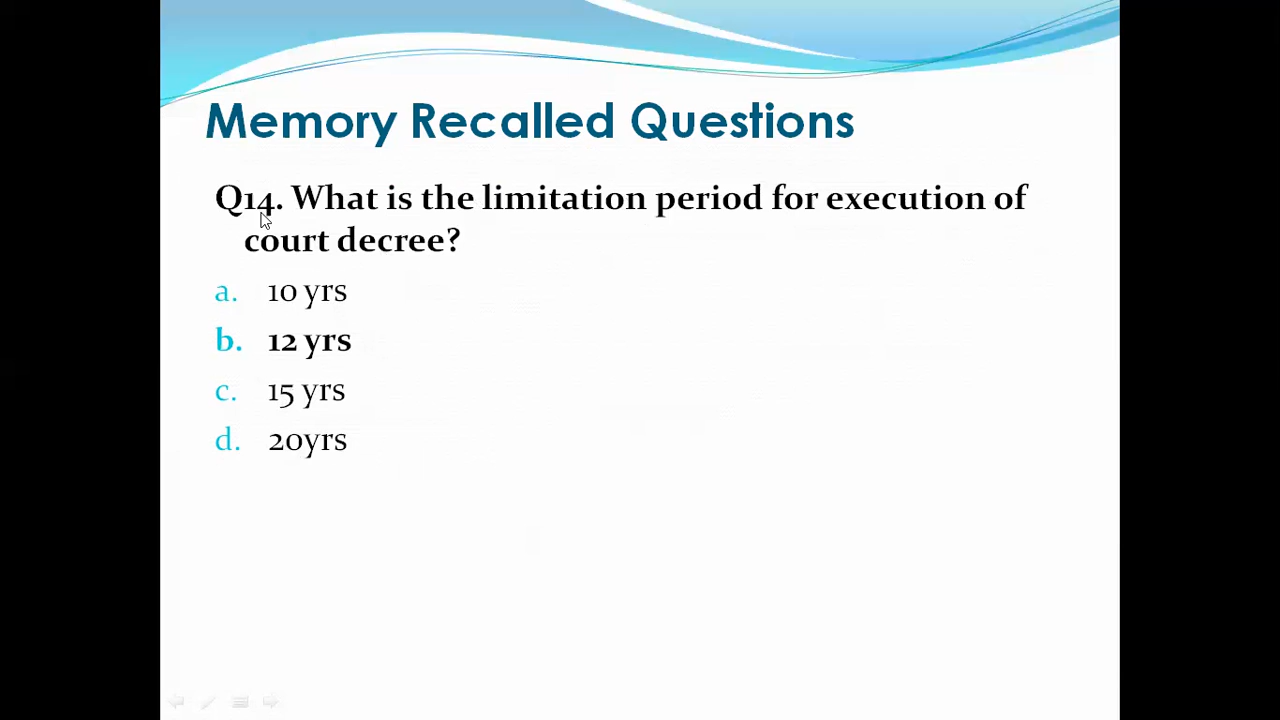 Memory Recalled Questions
Q14. What is the limitation period for execution of
court decree?
a. 10 yrs
b. 12 yrs
c. 15 yrs
d. 20yrs